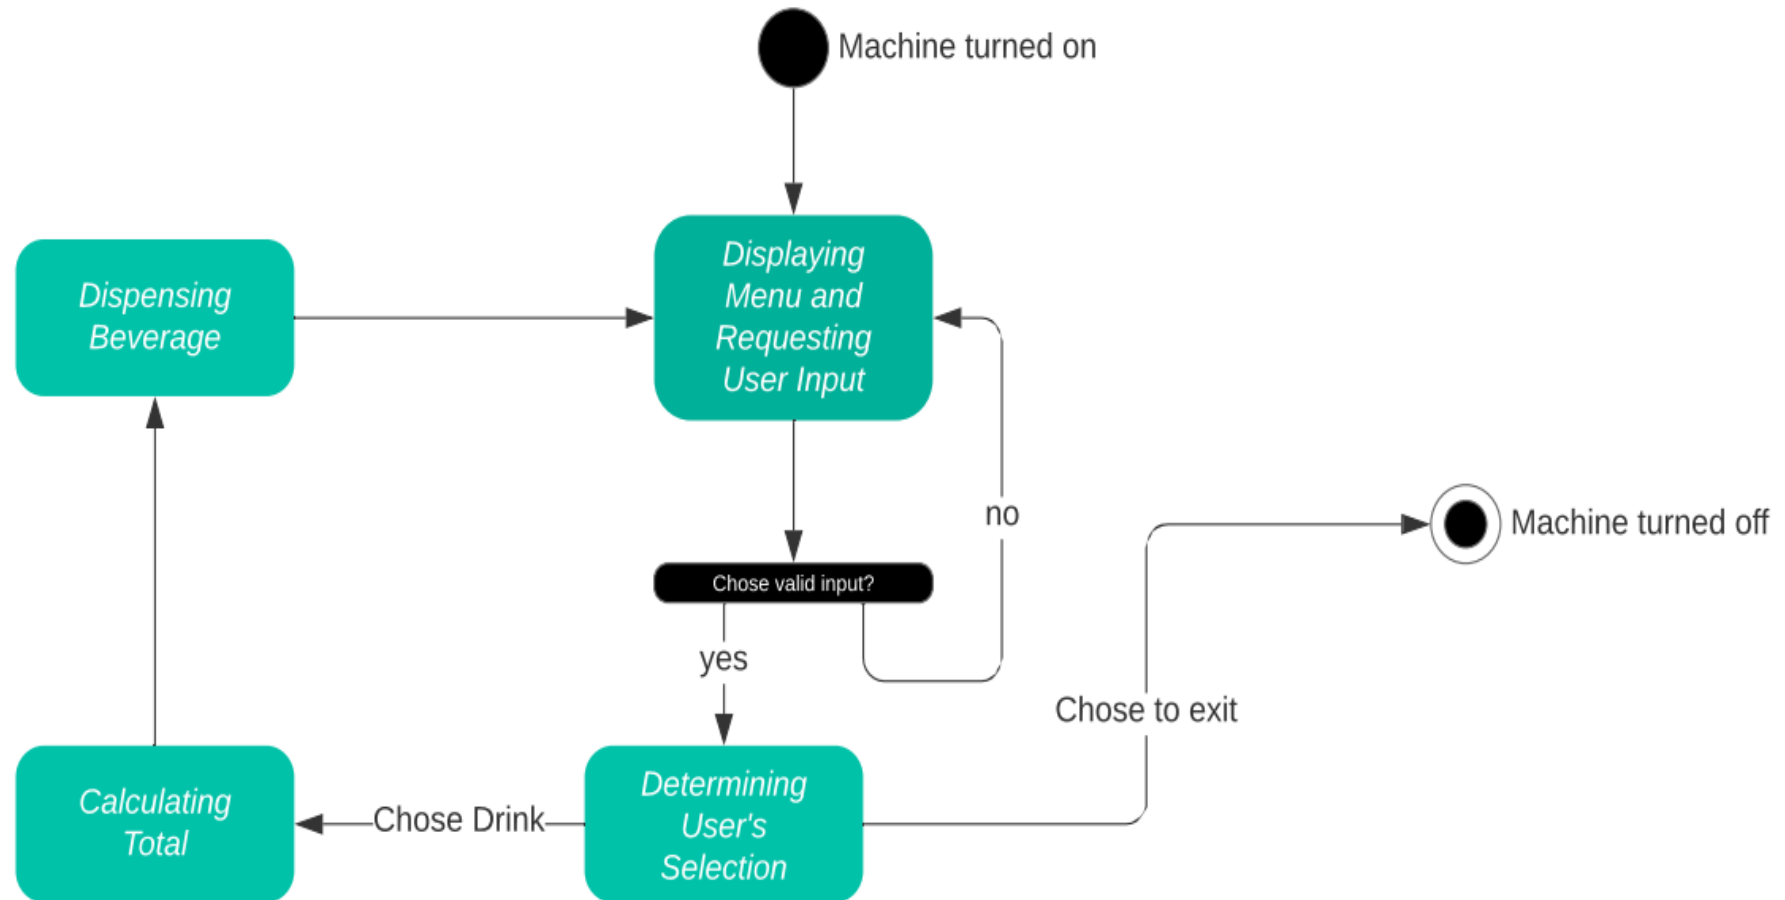 Machine turned on
Displaying
Menu and
Requesting
User Input
Dispensing
Beverage
no
Machine turned off
Chose valid input?
yes
Chose to exit
Determining
User's
Selection
Chose Drink
Calculating
Total